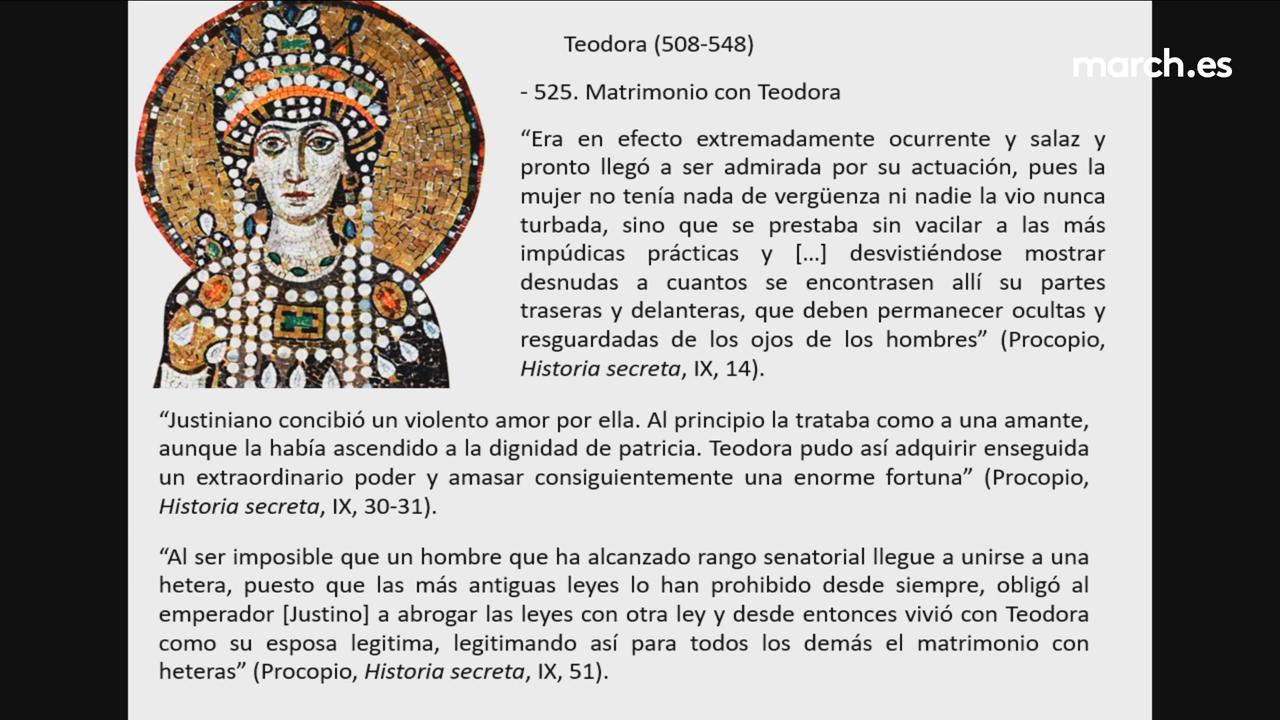 Teodora (508-548)
march.es
- 525. Matrimonio con Teodora
“Era en efecto extremadamente ocurrente y salaz y
pronto llegó a ser admirada por su actuación, pues la
mujer no tenía nada de vergüenza ni nadie la vio nunca
turbada, sino que se prestaba sin vacilar a las más
impúdicas prácticas y [...] desvistiéndose mostrar
desnudas a cuantos se encontrasen allí su partes
traseras y delanteras, que deben permanecer ocultas y
resguardadas de los ojos de los hombres” (Procopio,
Historia secreta, IX, 14).
“Justiniano concibió un violento amor por ella. Al principio la trataba como a una amante,
aunque la había ascendido a la dignidad de patricia. Teodora pudo así adquirir enseguida
un extraordinario poder y amasar consiguientemente una enorme fortuna” (Procopio,
Historia secreta, IX, 30-31).
“Al ser imposible que un hombre que ha alcanzado rango senatorial llegue a unirse a una
hetera, puesto que las más antiguas leyes lo han prohibido desde siempre, obligó al
emperador [Justino] a abrogar las leyes con otra ley y desde entonces vivió con Teodora
como su esposa legitima, legitimando así para todos los demás el matrimonio con
heteras” (Procopio, Historia secreta, IX, 51).